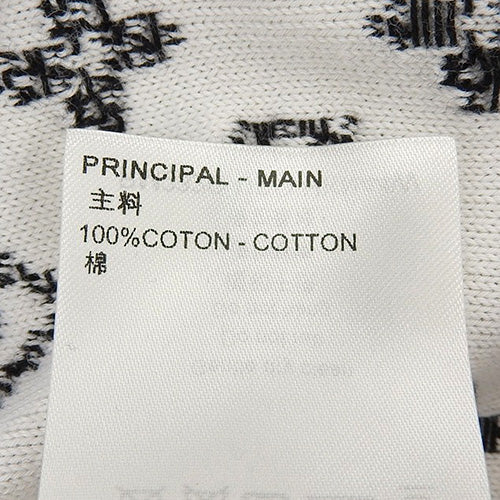 PRINCIPAL - MAIN
主料
100%COTON - COTTON
棉